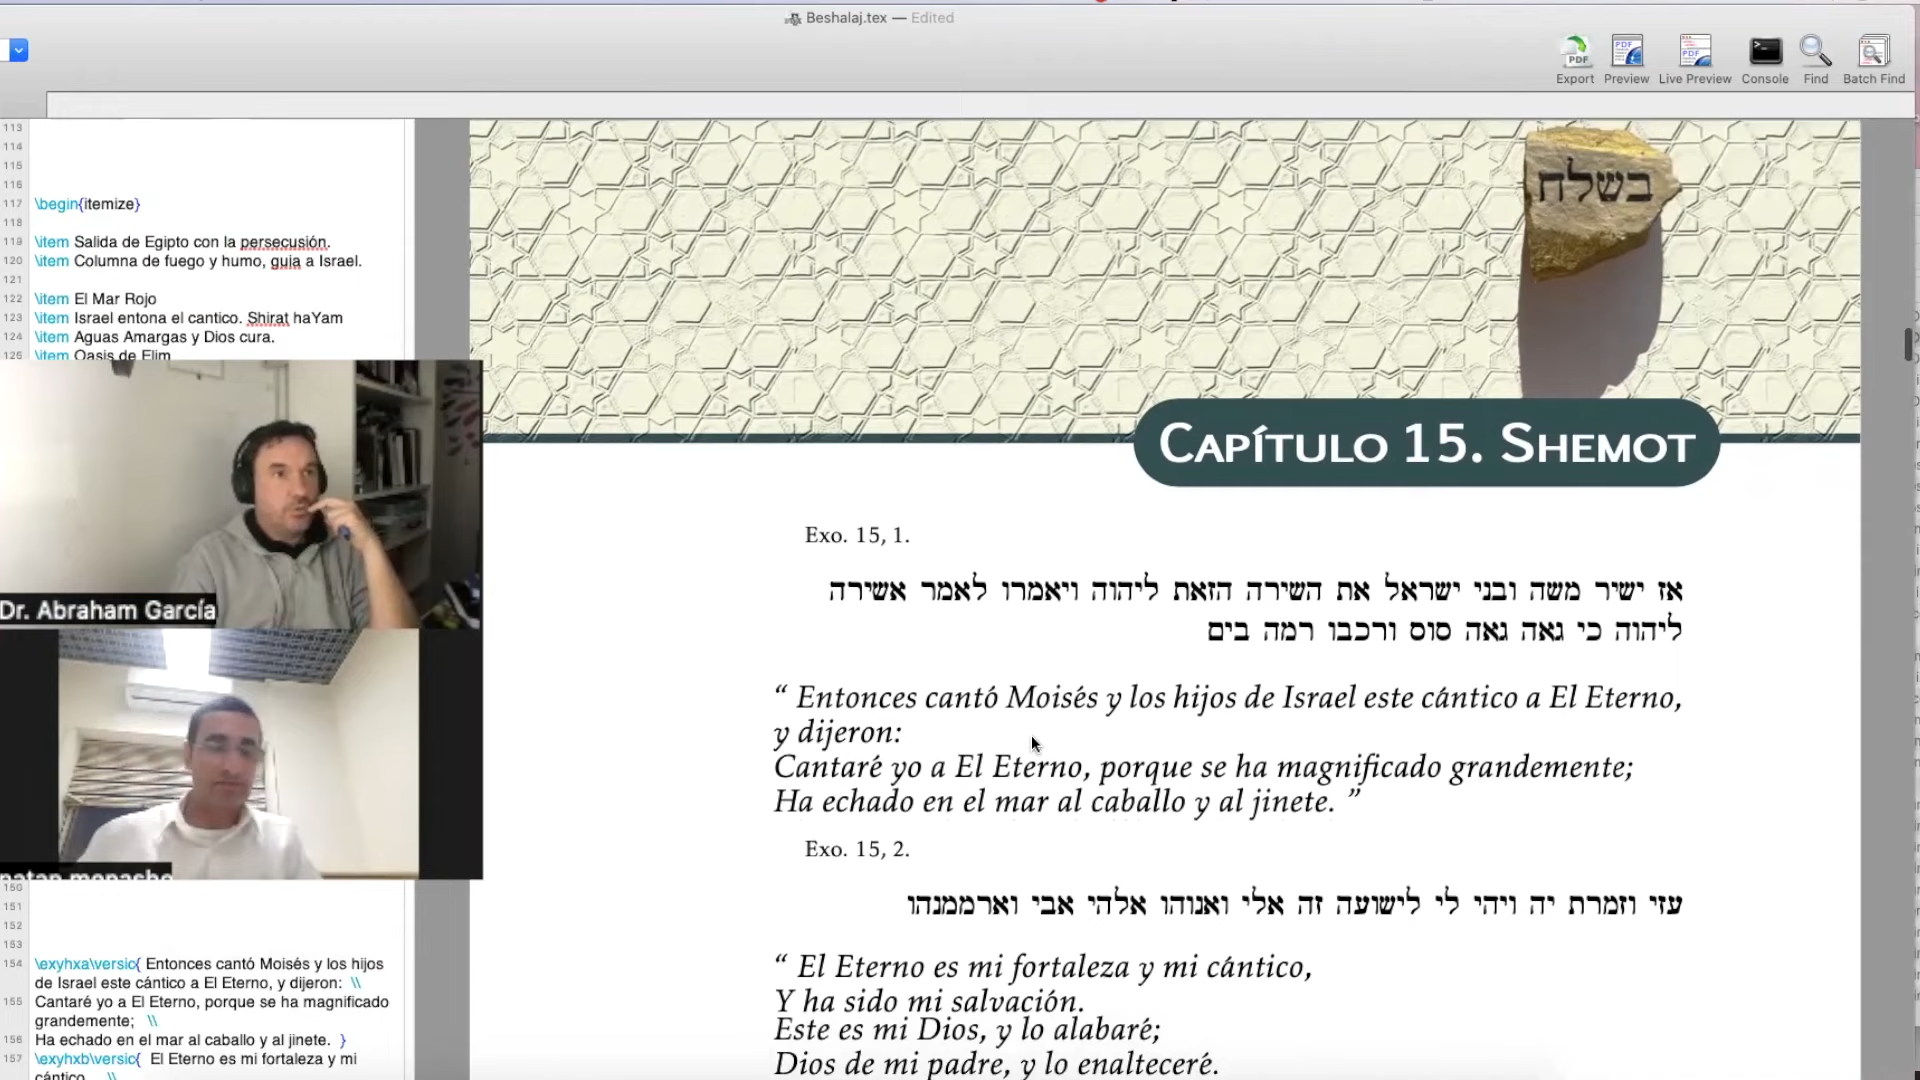 Beshalaj.tex — Edited
Export Preview Live Preview Console Find Batch Find
113
114
115
116
117 \begin{itemize}
118
119 \item Salida de Egipto con la persecusión.
120 \item Columna de fuego y humo, guia a Israel.
121
122 \item El Mar Rojo
123 \item Israel entona el cantico. Shirat haYam
124 \item Aguas Amargas y Dios cura.
125 \item Oasis de Elim
Dr. Abraham García
150
151
152
153
154 \exyhxa\versic{ Entonces cantó Moisés y los hijos
de Israel este cántico a El Eterno, y dijeron: \\
155 Cantaré yo a El Eterno, porque se ha magnificado
grandemente; \\
156 Ha echado en el mar al caballo y al jinete. }
157 \exyhxb\versic{ El Eterno es mi fortaleza y mi
cántico, \\
בשלח
Capítulo 15. Shemot
Exo. 15, 1.
אז ישיר משה ובני ישראל את השירה הזאת ליהוה ויאמרו לאמר אשירה
ליהוה כי גאה גאה סוס ורכבו רמה בים
“ Entonces cantó Moisés y los hijos de Israel este cántico a El Eterno,
y dijeron:
Cantaré yo a El Eterno, porque se ha magnificado grandemente;
Ha echado en el mar al caballo y al jinete. ”
Exo. 15, 2.
עזי וזמרת יה ויהי לי לישועה זה אלי ואנוהו אלהי אבי וארממנהו
“ El Eterno es mi fortaleza y mi cántico,
Y ha sido mi salvación.
Este es mi Dios, y lo alabaré;
Dios de mi padre, y lo enalteceré.